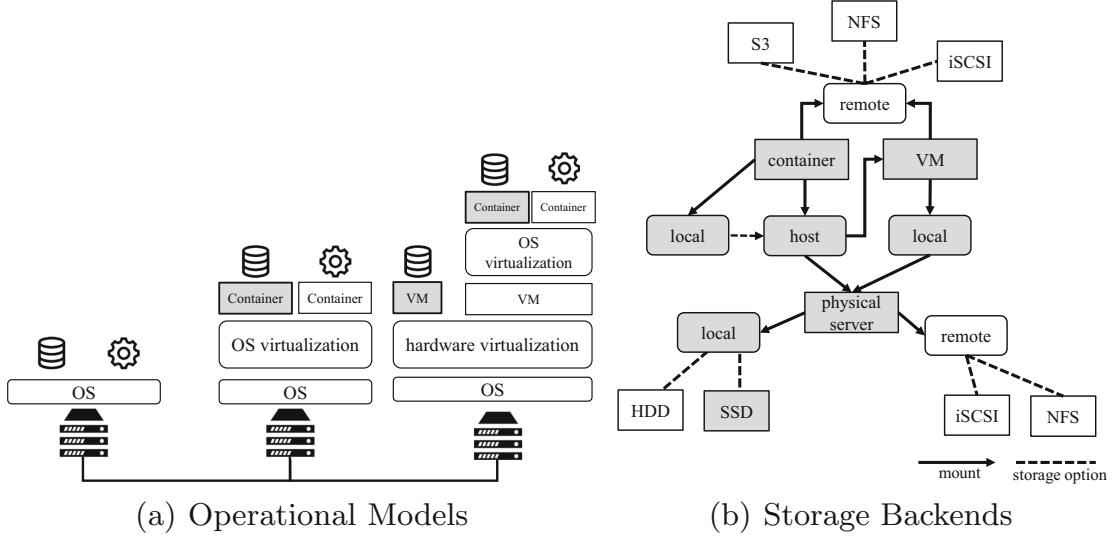 Container
Container
OS
virtualization
VM
Container
Container
VM
OS virtualization
hardware virtualization
OS
OS
OS
(a) Operational Models
NFS
S3
iSCSI
remote
container
VM
local
host
local
physical
server
local
remote
HDD
SSD
iSCSI
NFS
mount
storage option
(b) Storage Backends